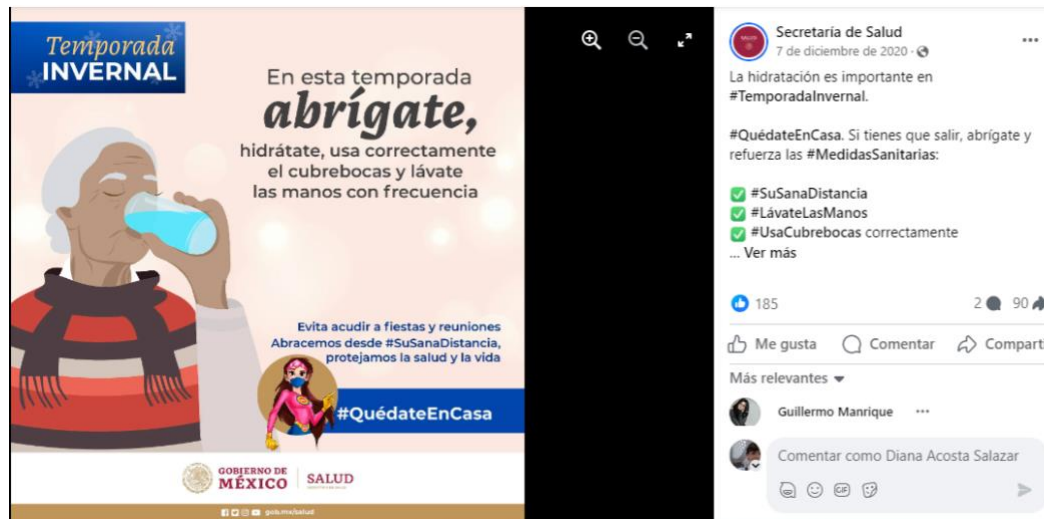 Temporada
INVERNAL
En esta temporada
abrígate,
hidrátate, usa correctamente
el cubrebocas y lávate
las manos con frecuencia
Evita acudir a fiestas y reuniones
Abracemos desde #SuSanaDistancia,
protejamos la salud y la vida
#QuédateEnCasa
GOBIERNO DE
MÉXICO
SALUD
gob.mx/salud
Secretaría de Salud
7 de diciembre de 2020 ·
La hidratación es importante en
#TemporadaInvernal.
#QuédateEnCasa. Si tienes que salir, abrígate y
refuerza las #MedidasSanitarias:
#SuSanaDistancia
#LávateLasManos
#UsaCubrebocas correctamente
... Ver más
185
2
90
Me gusta
Comentar
Comparti
Más relevantes
Guillermo Manrique
Comentar como Diana Acosta Salazar
GIF